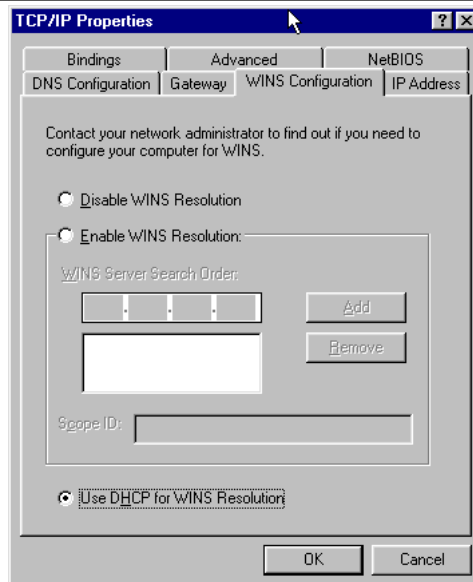 TCP/IP Properties
Bindings Advanced NetBIOS
DNS Configuration Gateway WINS Configuration IP Address
Contact your network administrator to find out if you need to
configure your computer for WINS.
Disable WINS Resolution
Enable WINS Resolution:
WINS Server Search Order:
Add
Remove
Scope ID:
Use DHCP for WINS Resolution
OK Cancel